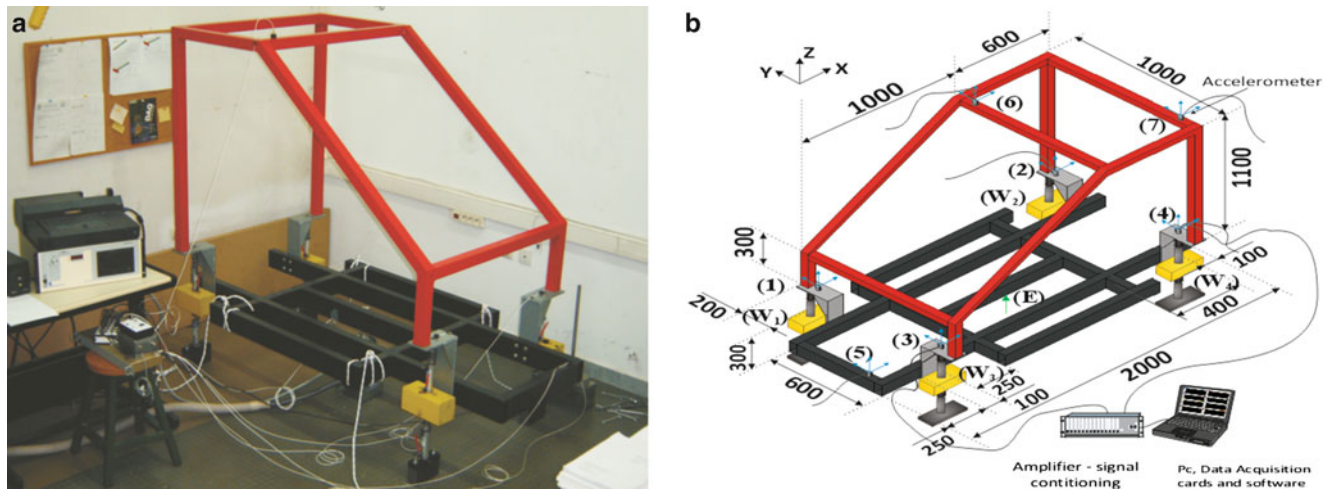 a
b
Z
Y
X
600
1000
1000
Accelerometer
(6)
(7)
1100
(2)
(W2)
(4)
300
100
(1)
(W4)
(E)
400
200
(W1)
(3)
300
(5)
(W3)
250
2000
600
100
250
Amplifier - signal
contitioning
Pc, Data Acquisition
cards and software